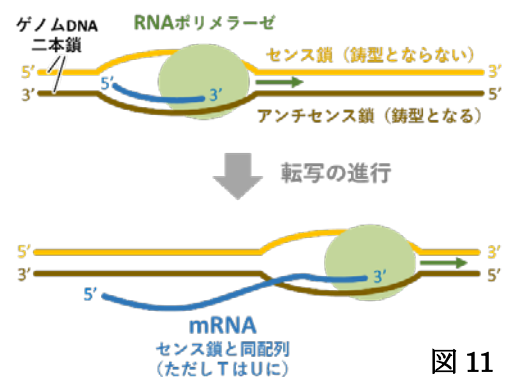 ゲノムDNA
二本鎖
RNAポリメラーゼ
センス鎖（鋳型とならない）
5′
3′
5′
3′
3′
5′
アンチセンス鎖（鋳型となる）
転写の進行
5′
3′
3′
3′
5′
5′
mRNA
センス鎖と同配列
（ただしTはUに）
図 11